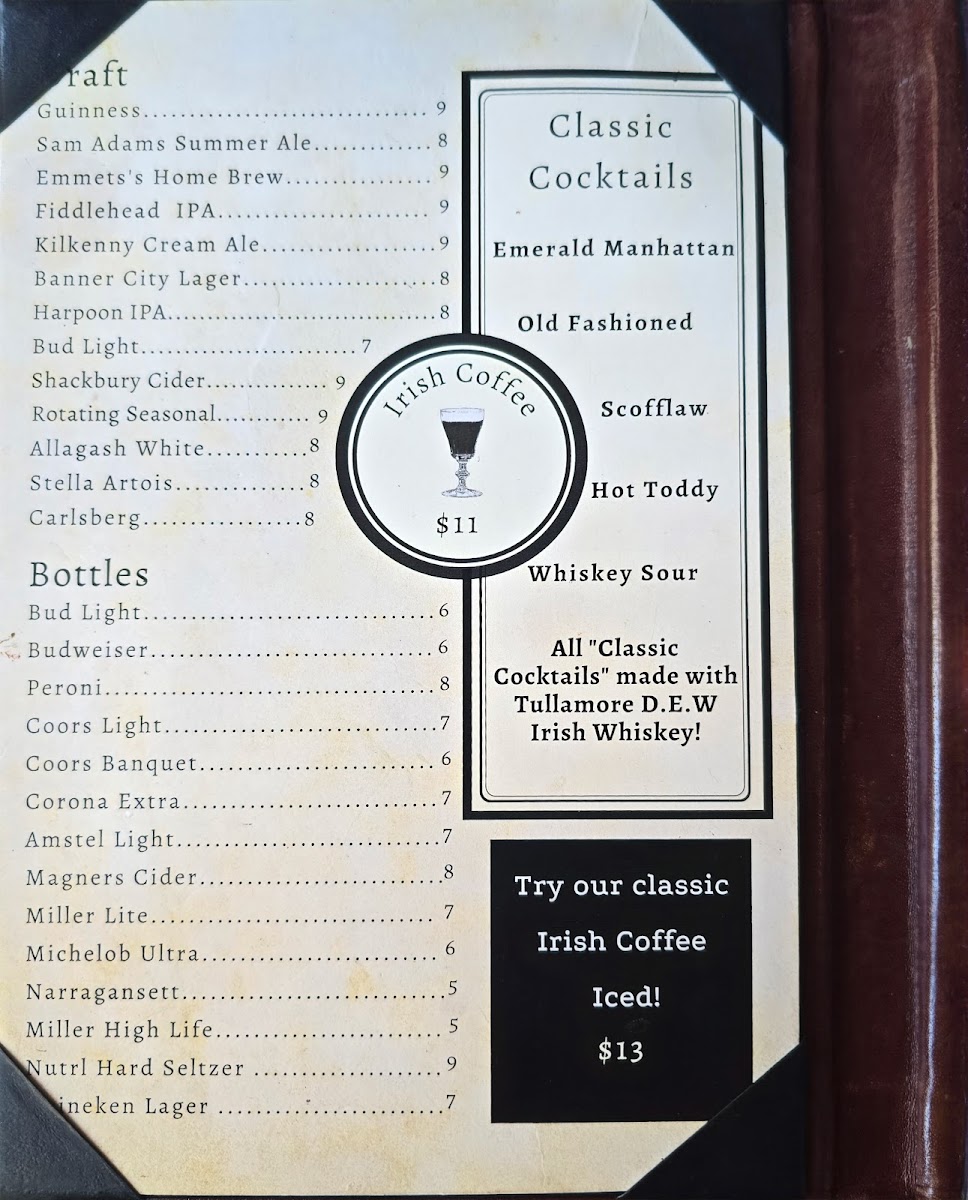 raft
Guinness.............................. 9
Sam Adams Summer Ale............. 8
Emmets's Home Brew................ 9
Fiddlehead IPA........................ 9
Kilkenny Cream Ale...................9
Banner City Lager.....................8
Harpoon IPA.............................8
Bud Light........................ 7
Shackbury Cider.............. 9
Rotating Seasonal........... 9
Allagash White...........8
Stella Artois..............8
Carlsberg..................8
Bottles
Bud Light...............................6
Budweiser..............................6
Peroni...................................8
Coors Light.............................7
Coors Banquet.........................6
Corona Extra...........................7
Amstel Light............................7
Magners Cider.........................8
Miller Lite............................. 7
Michelob Ultra........................ 6
Narragansett...........................5
Miller High Life....................... 5
Nutrl Hard Seltzer ...................9
ineken Lager .......................7
Classic
Cocktails
Emerald Manhattan
Old Fashioned
Scofflaw
Hot Toddy
Whiskey Sour
All "Classic
Cocktails" made with
Tullamore D.E.W
Irish Whiskey!
Irish Coffee
$11
Try our classic
Irish Coffee
Iced!
$13